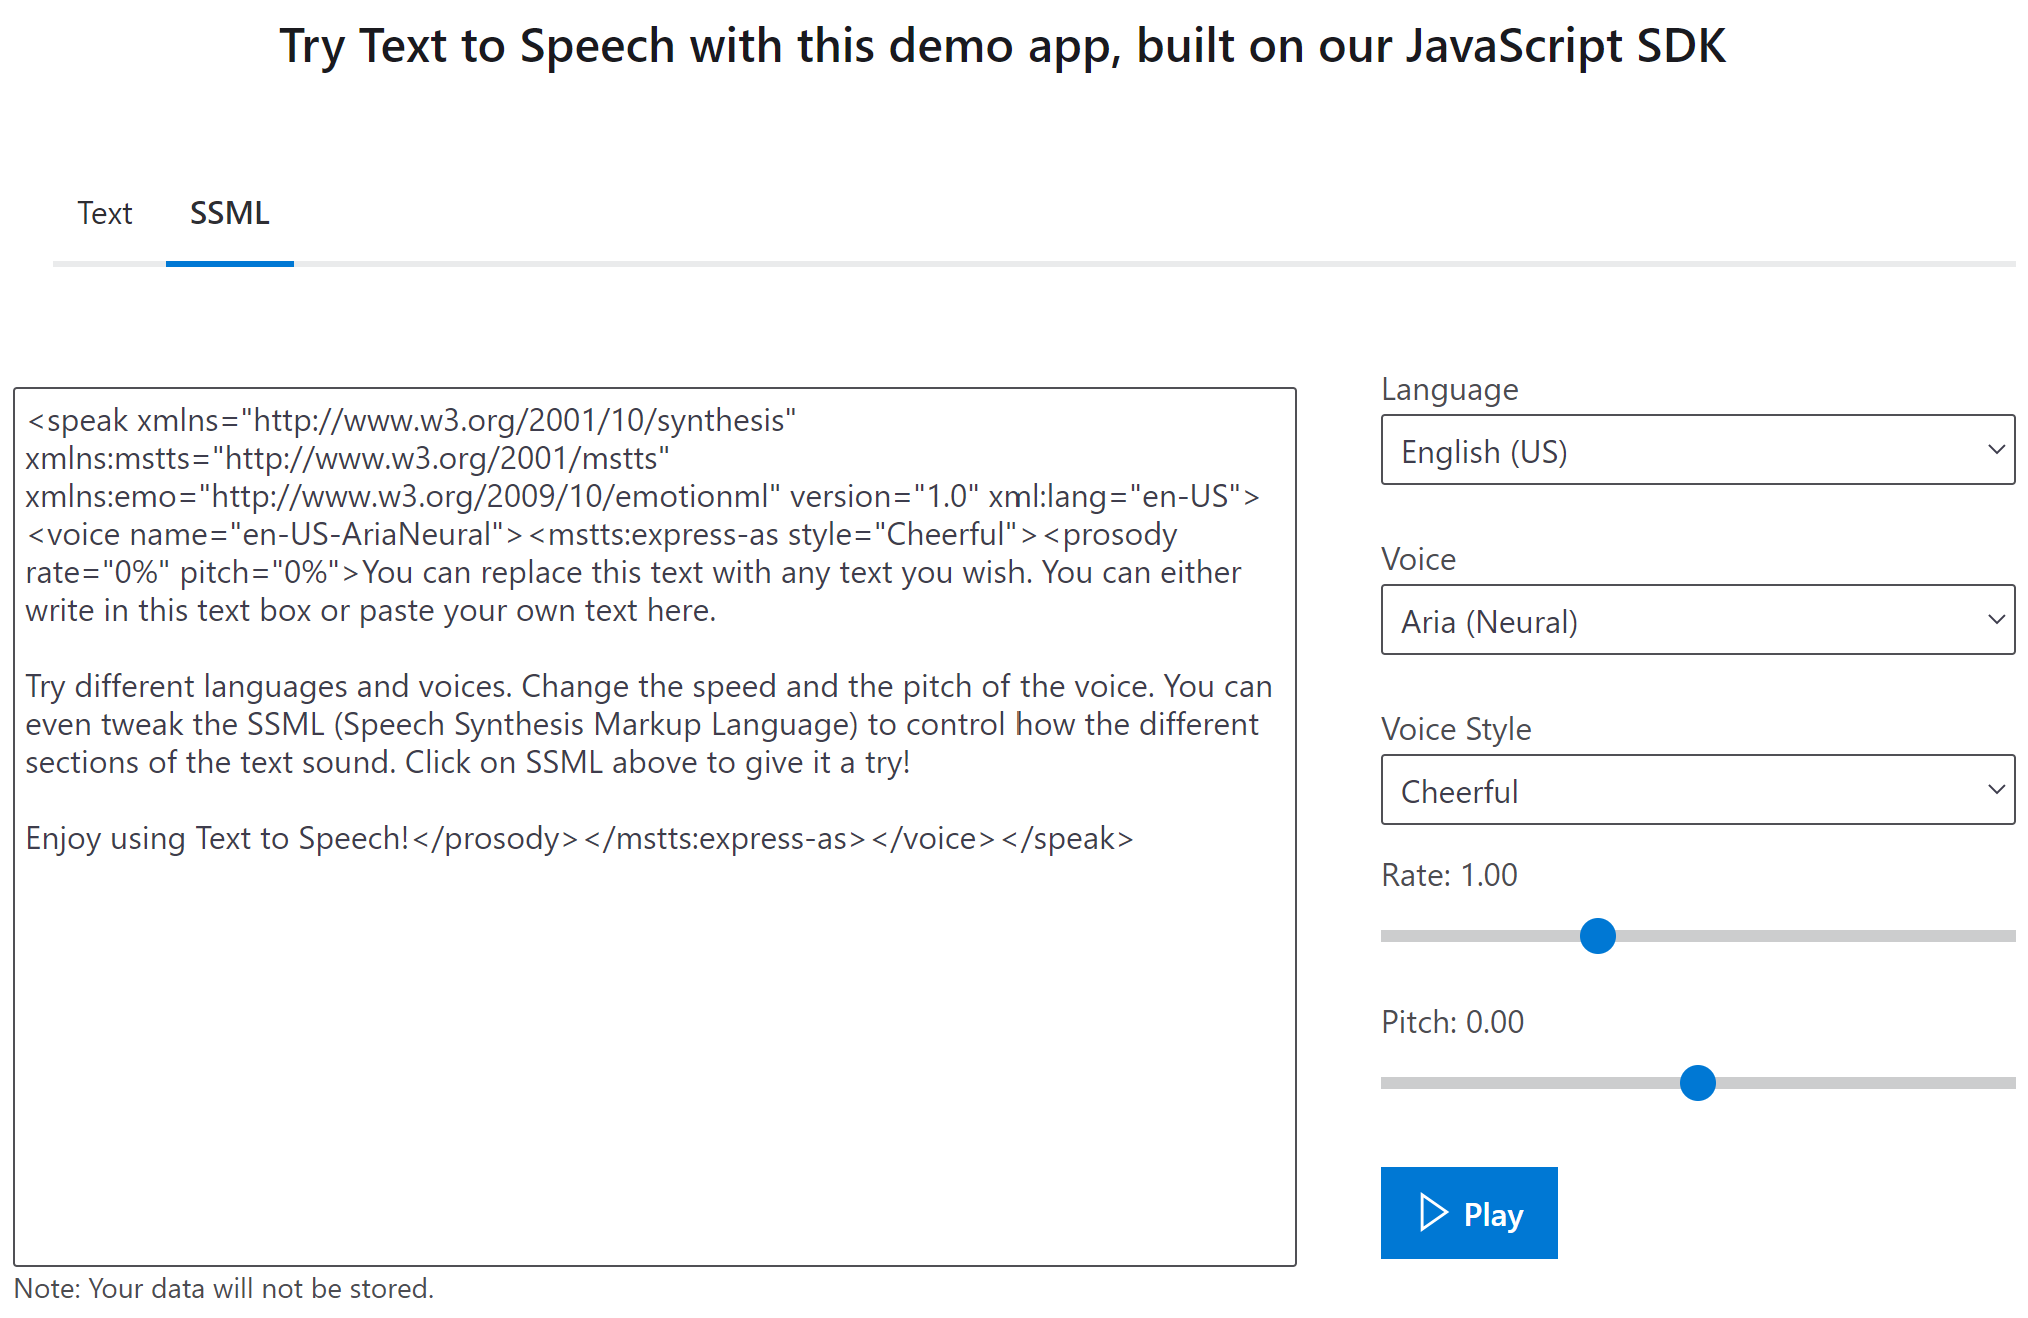 Try Text to Speech with this demo app, built on our JavaScript SDK
Text
SSML
<speak xmlns="http://www.w3.org/2001/10/synthesis"
xmlns:mstts="http://www.w3.org/2001/mstts"
xmlns:emo="http://www.w3.org/2009/10/emotionml" version="1.0" xml:lang="en-US">
<voice name="en-US-AriaNeural"><mstts:express-as style="Cheerful"><prosody
rate="0%" pitch="0%">You can replace this text with any text you wish. You can either
write in this text box or paste your own text here.
Try different languages and voices. Change the speed and the pitch of the voice. You can
even tweak the SSML (Speech Synthesis Markup Language) to control how the different
sections of the text sound. Click on SSML above to give it a try!
Enjoy using Text to Speech!</prosody></mstts:express-as></voice></speak>
Note: Your data will not be stored.
Language
English (US)
Voice
Aria (Neural)
Voice Style
Cheerful
Rate: 1.00
Pitch: 0.00
Play